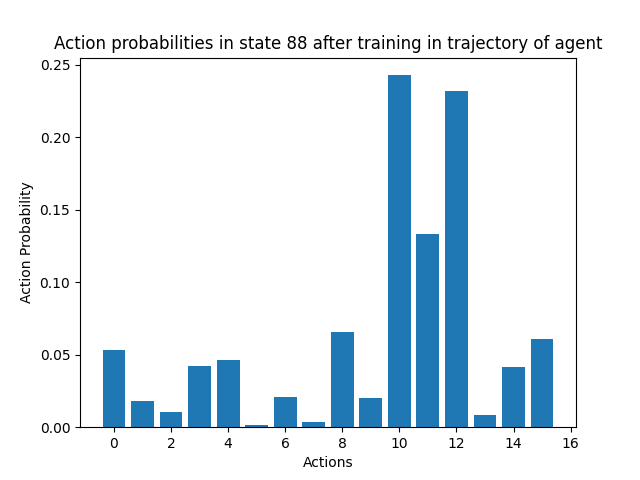 Action probabilities in state 88 after training in trajectory of agent
0.25
0.20
0.15
0.10
0.05
0.00
Action Probability
0 2 4 6 8 10 12 14 16
Actions